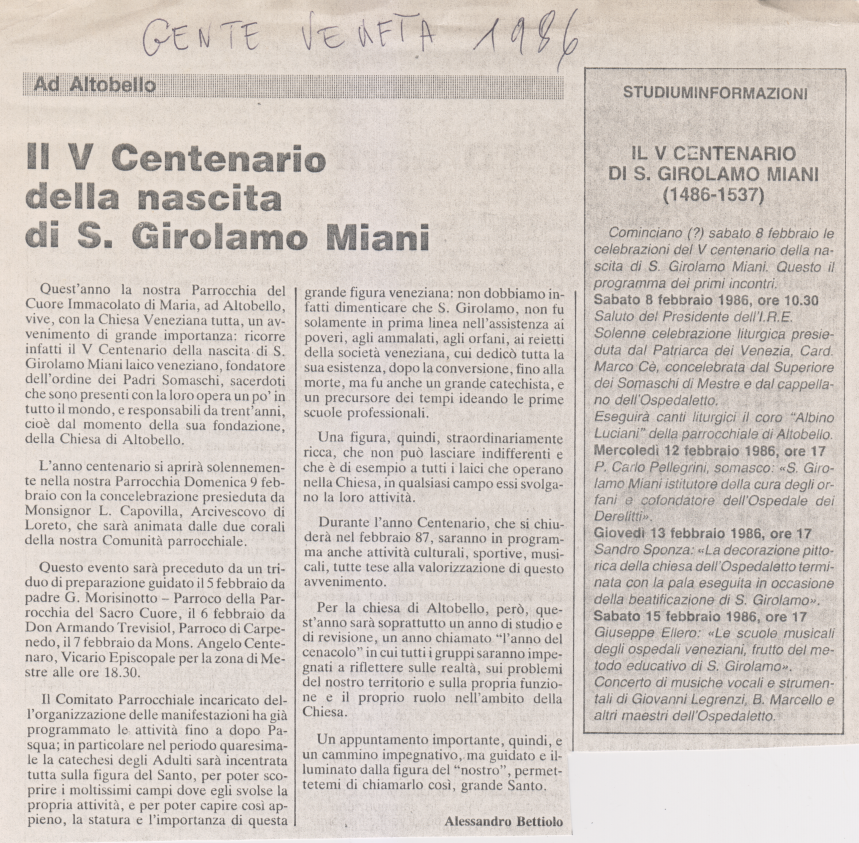 GENTE VENETA 1986
Ad Altobello
Il V Centenario
della nascita
di S. Girolamo Miani
Quest'anno la nostra Parrocchia del
Cuore Immacolato di Maria, ad Altobello,
vive, con la Chiesa Veneziana tutta, un av-
venimento di grande importanza: ricorre
infatti il V Centenario della nascita di S.
Girolamo Miani laico veneziano, fondatore
dell'ordine dei Padri Somaschi, sacerdoti
che sono presenti con la loro opera un po' in
tutto il mondo, e responsabili da trent'anni,
cioè dal momento della sua fondazione,
della Chiesa di Altobello.
L'anno centenario si aprirà solennemen-
te nella nostra Parrocchia Domenica 9 feb-
braio con la concelebrazione presieduta da
Monsignor L. Capovilla, Arcivescovo di
Loreto, che sarà animata dalle due corali
della nostra Comunità parrocchiale.
Questo evento sarà preceduto da un tri-
duo di preparazione guidato il 5 febbraio da
padre G. Morisinotto - Parroco della Par-
rocchia del Sacro Cuore, il 6 febbraio da
Don Armando Trevisiol, Parroco di Carpe-
nedo, il 7 febbraio da Mons. Angelo Cente-
naro, Vicario Episcopale per la zona di Me-
stre alle ore 18.30.
Il Comitato Parrocchiale incaricato del-
l'organizzazione delle manifestazioni ha già
programmato le attività fino a dopo Pa-
squa; in particolare nel periodo quaresima-
le la catechesi degli Adulti sarà incentrata
tutta sulla figura del Santo, per poter sco-
prire i moltissimi campi dove egli svolse la
propria attività, e per poter capire così ap-
pieno, la statura e l'importanza di questa
grande figura veneziana: non dobbiamo in-
fatti dimenticare che S. Girolamo, non fu
solamente in prima linea nell'assistenza ai
poveri, agli ammalati, agli orfani, ai reietti
della società veneziana, cui dedicò tutta la
sua esistenza, dopo la conversione, fino alla
morte, ma fu anche un grande catechista, e
un precursore dei tempi ideando le prime
scuole professionali.
Una figura, quindi, straordinariamente
ricca, che non può lasciare indifferenti e
che è di esempio a tutti i laici che operano
nella Chiesa, in qualsiasi campo essi svolga-
no la loro attività.
Durante l'anno Centenario, che si chiu-
derà nel febbraio 87, saranno in program-
ma anche attività culturali, sportive, musi-
cali, tutte tese alla valorizzazione di questo
avvenimento.
Per la chiesa di Altobello, però, que-
st'anno sarà soprattutto un anno di studio e
di revisione, un anno chiamato "l'anno del
cenacolo" in cui tutti i gruppi saranno impe-
gnati a riflettere sulle realtà, sui problemi
del nostro territorio e sulla propria funzio-
ne e il proprio ruolo nell'ambito della
Chiesa.
Un appuntamento importante, quindi, e
un cammino impegnativo, ma guidato e il-
luminato dalla figura del "nostro", permet-
tetemi di chiamarlo così, grande Santo.
Alessandro Bettiolo
STUDIUMINFORMAZIONI
IL V CENTENARIO
DI S. GIROLAMO MIANI
(1486-1537)
Cominciano (?) sabato 8 febbraio le
celebrazioni del V centenario della na-
scita di S. Girolamo Miani. Questo il
programma dei primi incontri.
Sabato 8 febbraio 1986, ore 10.30
Saluto del Presidente dell'I.R.E.
Solenne celebrazione liturgica presie-
duta dal Patriarca dei Venezia, Card.
Marco Cè, concelebrata dal Superiore
dei Somaschi di Mestre e dal cappella-
no dell'Ospedaletto.
Eseguirà canti liturgici il coro "Albino
Luciani" della parrocchiale di Altobello.
Mercoledì 12 febbraio 1986, ore 17
P. Carlo Pellegrini, somasco: «S. Giro-
lamo Miani istitutore della cura degli or-
fani e cofondatore dell'Ospedale dei
Derelitti».
Giovedì 13 febbraio 1986, ore 17
Sandro Sponza: «La decorazione pitto-
rica della chiesa dell'Ospedaletto termi-
nata con la pala eseguita in occasione
della beatificazione di S. Girolamo».
Sabato 15 febbraio 1986, ore 17
Giuseppe Ellero: «Le scuole musicali
degli ospedali veneziani, frutto del me-
todo educativo di S. Girolamo».
Concerto di musiche vocali e strumen-
tali di Giovanni Legrenzi, B. Marcello e
altri maestri dell'Ospedaletto.